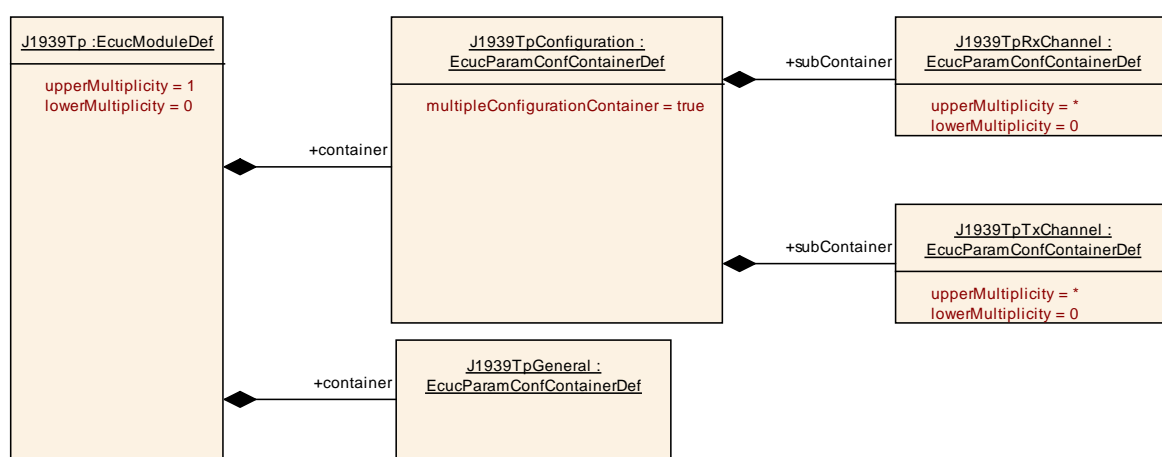 J1939Tp :EcucModuleDef
upperMultiplicity = 1
lowerMultiplicity = 0
+container
J1939TpConfiguration :
EcucParamConfContainerDef
multipleConfigurationContainer = true
+subContainer
J1939TpRxChannel :
EcucParamConfContainerDef
upperMultiplicity = *
lowerMultiplicity = 0
+subContainer
J1939TpTxChannel :
EcucParamConfContainerDef
upperMultiplicity = *
lowerMultiplicity = 0
+container
J1939TpGeneral :
EcucParamConfContainerDef